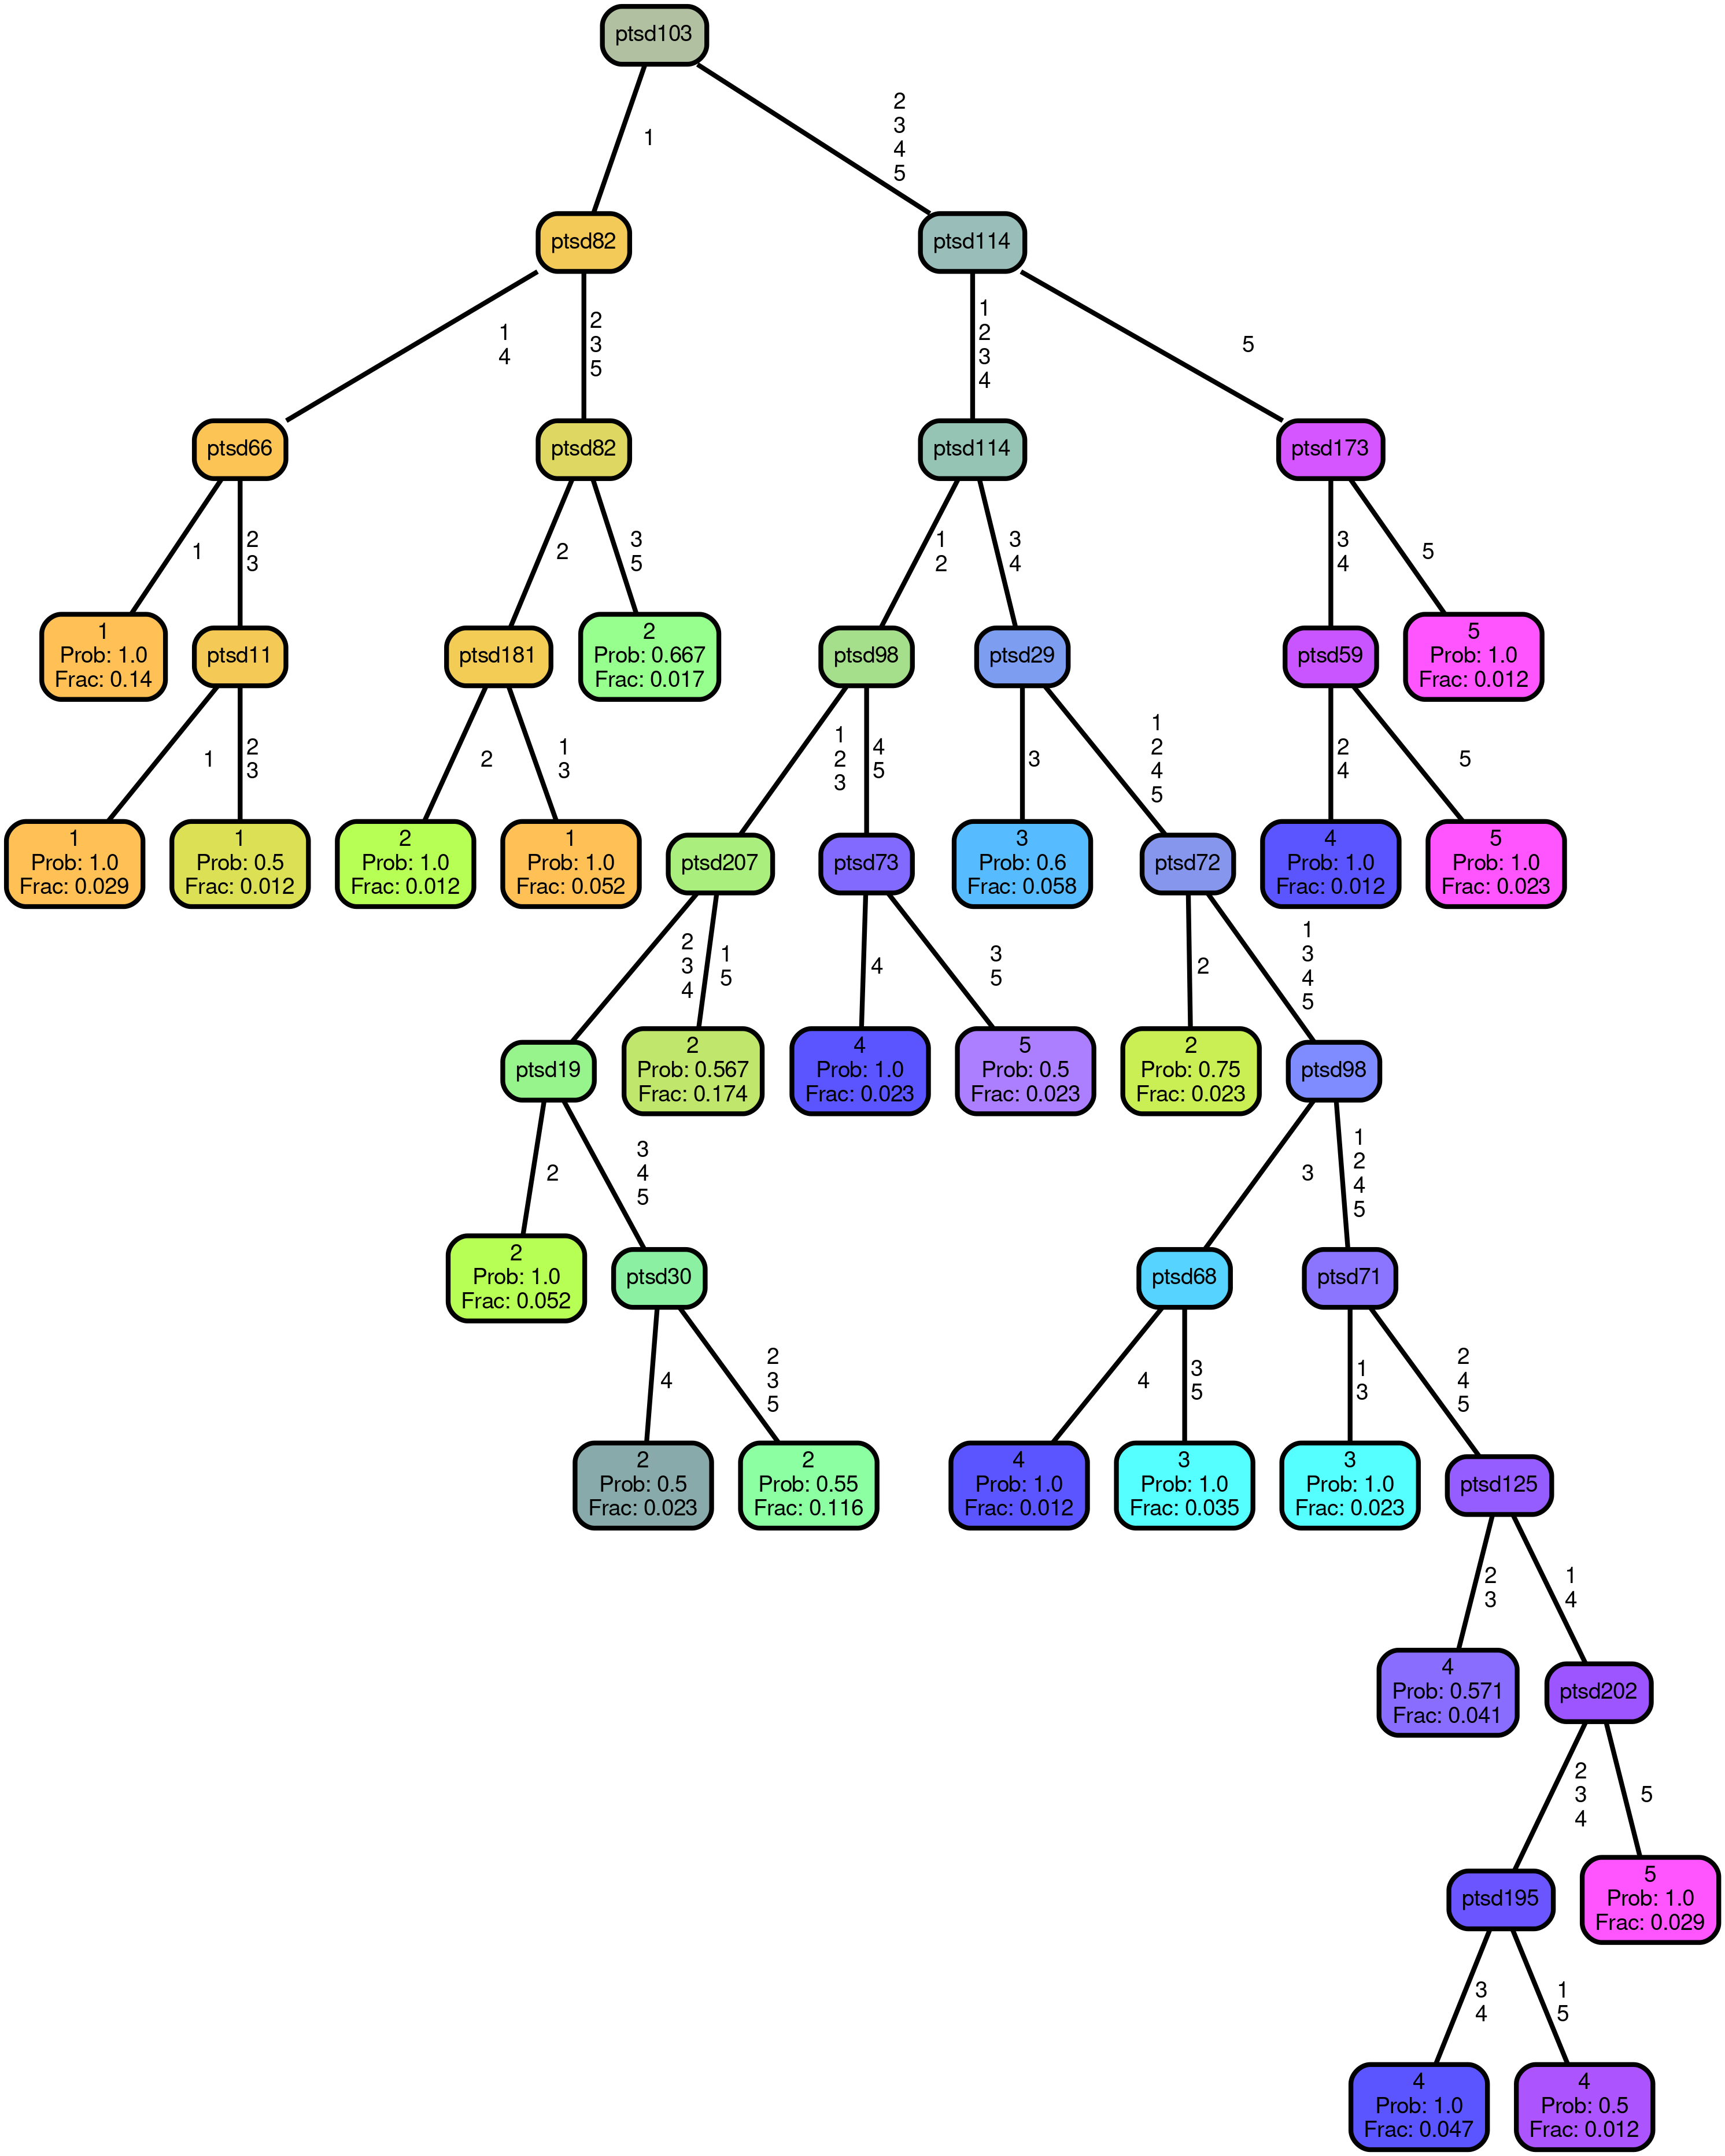 ptsd103
1
2
3
4
5
ptsd82
ptsd114
1
4
2
3
5
1
2
3
4
5
ptsd66
ptsd82
ptsd114
ptsd173
1
2
3
2
3
5
1
2
3
4
3
4
5
1
Prob: 1.0
Frac: 0.14
ptsd11
ptsd181
2
Prob: 0.667
Frac: 0.017
ptsd98
ptsd29
ptsd59
5
Prob: 1.0
Frac: 0.012
1
2
3
2
1
3
1
2
3
4
5
3
1
2
4
5
2
4
5
1
Prob: 1.0
Frac: 0.029
1
Prob: 0.5
Frac: 0.012
2
Prob: 1.0
Frac: 0.012
1
Prob: 1.0
Frac: 0.052
ptsd207
ptsd73
3
Prob: 0.6
Frac: 0.058
ptsd72
4
Prob: 1.0
Frac: 0.012
5
Prob: 1.0
Frac: 0.023
2
3
4
1
5
4
3
5
2
1
3
4
5
ptsd19
2
Prob: 0.567
Frac: 0.174
4
Prob: 1.0
Frac: 0.023
5
Prob: 0.5
Frac: 0.023
2
Prob: 0.75
Frac: 0.023
ptsd98
2
3
4
5
3
1
2
4
5
2
Prob: 1.0
Frac: 0.052
ptsd30
ptsd68
ptsd71
4
2
3
5
4
3
5
1
3
2
4
5
2
Prob: 0.5
Frac: 0.023
2
Prob: 0.55
Frac: 0.116
4
Prob: 1.0
Frac: 0.012
3
Prob: 1.0
Frac: 0.035
3
Prob: 1.0
Frac: 0.023
ptsd125
2
3
1
4
4
Prob: 0.571
Frac: 0.041
ptsd202
2
3
4
5
ptsd195
5
Prob: 1.0
Frac: 0.029
3
4
1
5
4
Prob: 1.0
Frac: 0.047
4
Prob: 0.5
Frac: 0.012